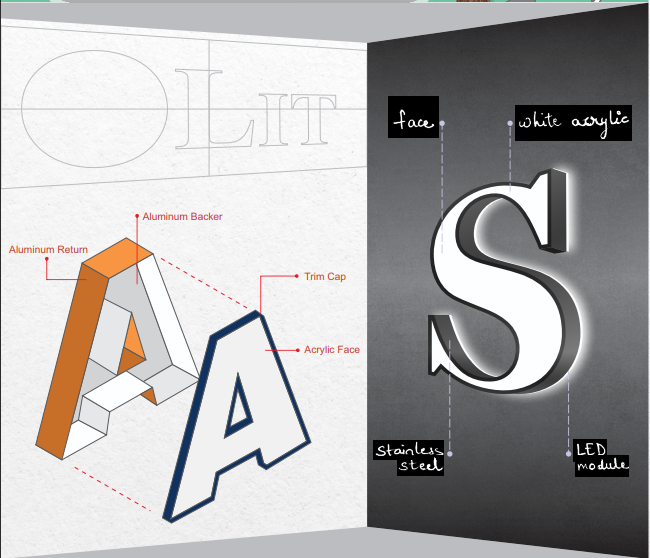 OLIT
Aluminum Backer
Aluminum Return
Trim Cap
Acrylic Face
A
A
face
white acrylic
S
stainless
steel
LED
module